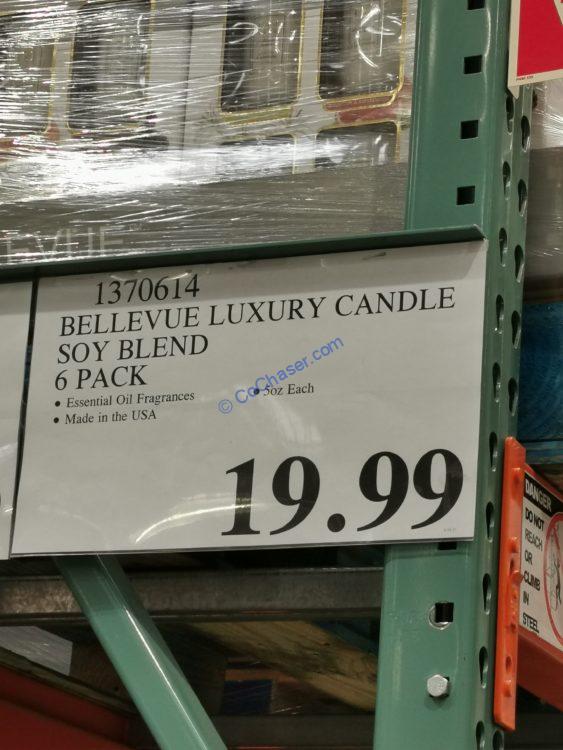 EVUE
1370614
BELLEVUE LUXURY CANDLE
SOY BLEND
6 PACK
• Essential Oil Fragrances
• 5oz Each
• Made in the USA
© CoChaser.com
19.99
DANGER
DO NOT
REACH
OR
CLIMB
IN
STEEL